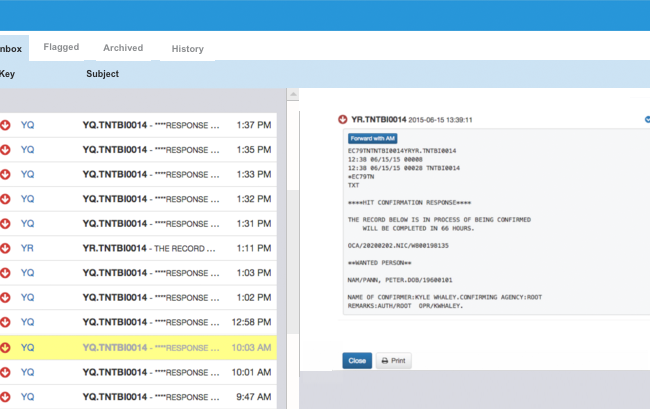 nbox Flagged Archived History
Key Subject
YQ YQ.TNTBI0014 - ****RESPONSE ... 1:37 PM
YQ YQ.TNTBI0014 - ****RESPONSE ... 1:35 PM
YQ YQ.TNTBI0014 - ****RESPONSE ... 1:33 PM
YQ YQ.TNTBI0014 - ****RESPONSE ... 1:32 PM
YQ YQ.TNTBI0014 - ****RESPONSE ... 1:31 PM
YR YR.TNTBI0014 - THE RECORD ... 1:11 PM
YQ YQ.TNTBI0014 - ****RESPONSE ... 1:03 PM
YQ YQ.TNTBI0014 - ****RESPONSE ... 1:02 PM
YQ YQ.TNTBI0014 - ****RESPONSE ... 12:58 PM
YQ YQ.TNTBI0014 - ****RESPONSE ... 10:03 AM
YQ YQ.TNTBI0014 - ****RESPONSE ... 10:01 AM
YQ YQ.TNTBI0014 - ****RESPONSE ... 9:47 AM
YR.TNTBI0014 2015-06-15 13:39:11
Forward with AM
EC79TNTNTBI0014YRYR.TNTBI0014
12:38 06/15/15 00008
12:38 06/15/15 00028 TNTBI0014
*EC79TN
TXT
****HIT CONFIRMATION RESPONSE****
THE RECORD BELOW IS IN PROCESS OF BEING CONFIRMED
WILL BE COMPLETED IN 66 HOURS.
OCA/20200202.NIC/W800198135
**WANTED PERSON**
NAM/PANN, PETER.DOB/19600101
NAME OF CONFIRMER:KYLE WHALEY.CONFIRMING AGENCY:ROOT
REMARKS:AUTH/ROOT OPR/KWHALEY.
Close Print